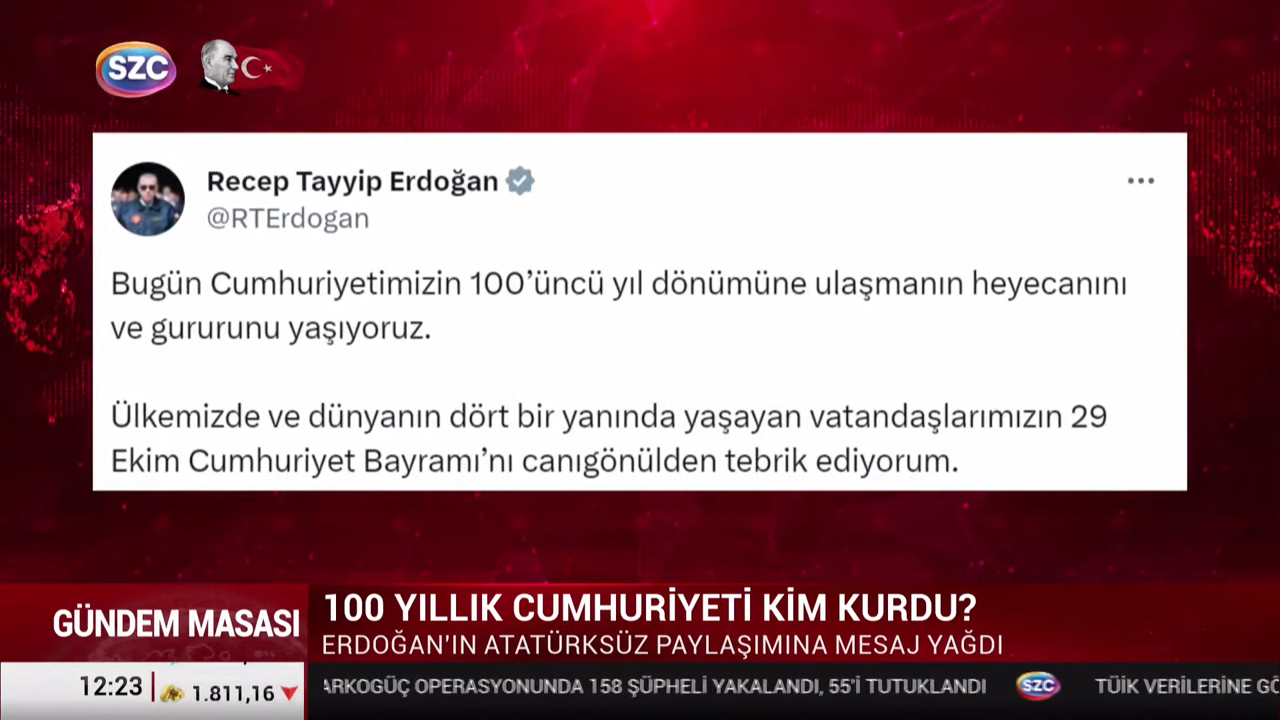 SZC
Recep Tayyip Erdoğan
@RTErdogan
Bugün Cumhuriyetimizin 100’üncü yıl dönümüne ulaşmanın heyecanını
ve gururunu yaşıyoruz.
Ülkemizde ve dünyanın dört bir yanında yaşayan vatandaşlarımızın 29
Ekim Cumhuriyet Bayramı’nı canıgönülden tebrik ediyorum.
GÜNDEM MASASI
100 YILLIK CUMHURİYETİ KİM KURDU?
ERDOĞAN'IN ATATÜRKSÜZ PAYLAŞIMINA MESAJ YAĞDI
12:23 1.811,16 ARKOGÜÇ OPERASYONUNDA 158 ŞÜPHELİ YAKALANDI, 55'İ TUTUKLANDI SZC TÜİK VERİLERİNE